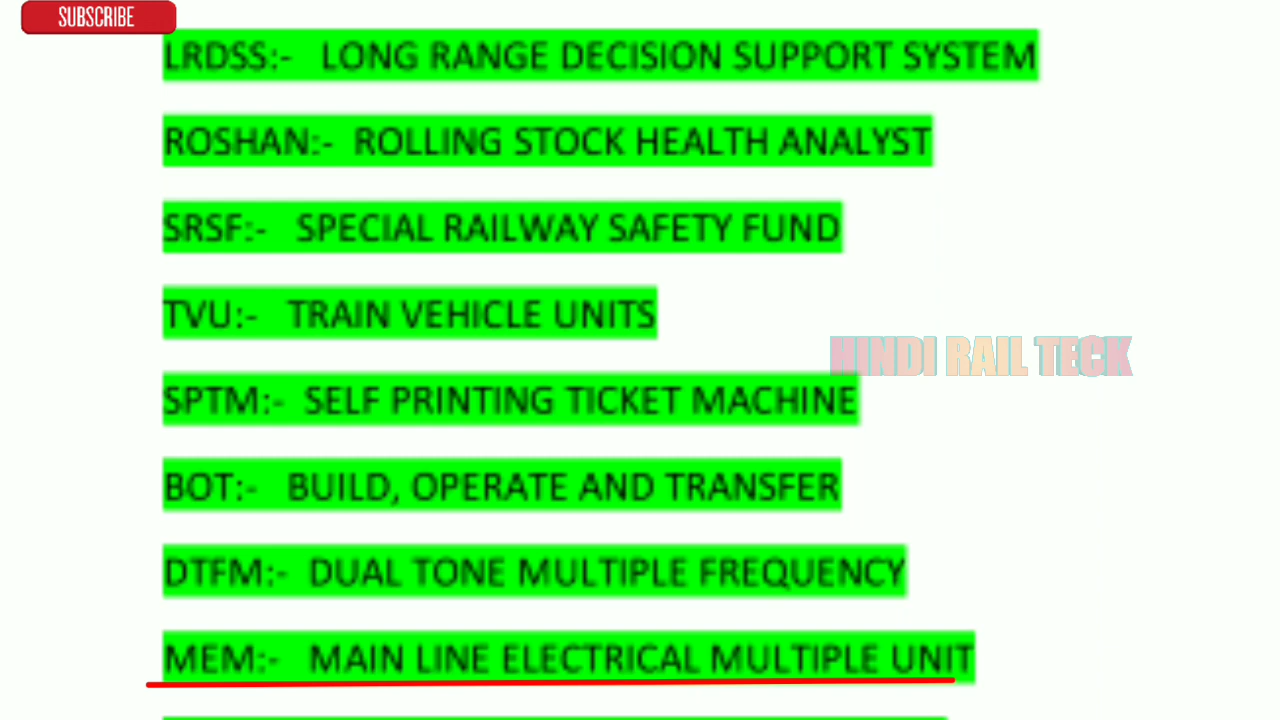 SUBSCRIBE
LRDSS:- LONG RANGE DECISION SUPPORT SYSTEM
ROSHAN:- ROLLING STOCK HEALTH ANALYST
SRSF:- SPECIAL RAILWAY SAFETY FUND
TVU:- TRAIN VEHICLE UNITS
HINDI RAIL TECK
SPTM:- SELF PRINTING TICKET MACHINE
BOT:- BUILD, OPERATE AND TRANSFER
DTFM:- DUAL TONE MULTIPLE FREQUENCY
MEM:- MAIN LINE ELECTRICAL MULTIPLE UNIT